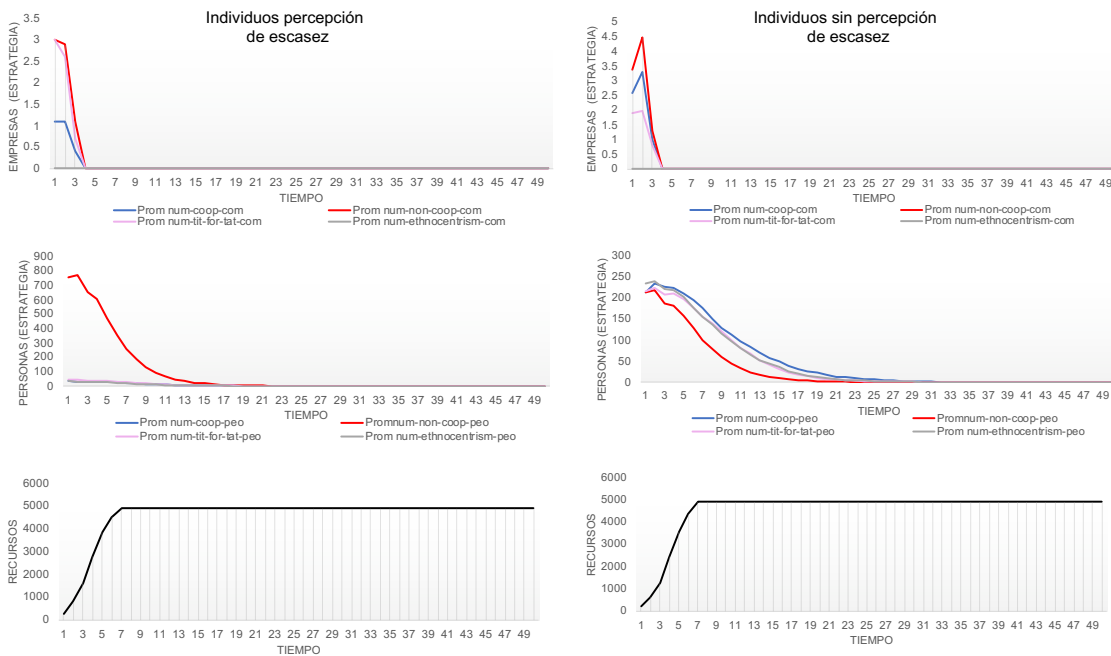 Individuos percepción
de escasez
EMPRESAS (ESTRATEGIA)
3.5
3
2.5
2
1.5
1
0.5
0
1 3 5 7 9 11 13 15 17 19 21 23 25 27 29 31 33 35 37 39 41 43 45 47 49
TIEMPO
Prom num-coop-com Prom num-non-coop-com
Prom num-tit-for-tat-com Prom num-ethnocentrism-com
PERSONAS (ESTRATEGIA)
900
800
700
600
500
400
300
200
100
0
1 3 5 7 9 11 13 15 17 19 21 23 25 27 29 31 33 35 37 39 41 43 45 47 49
TIEMPO
Prom num-coop-peo Promnum-non-coop-peo
Prom num-tit-for-tat-peo Prom num-ethnocentrism-peo
RECURSOS
6000
5000
4000
3000
2000
1000
0
1 3 5 7 9 11 13 15 17 19 21 23 25 27 29 31 33 35 37 39 41 43 45 47 49
TIEMPO
Individuos sin percepción
de escasez
EMPRESAS (ESTRATEGIA)
5
4.5
4
3.5
3
2.5
2
1.5
1
0.5
0
1 3 5 7 9 11 13 15 17 19 21 23 25 27 29 31 33 35 37 39 41 43 45 47 49
TIEMPO
Prom num-coop-com Prom num-non-coop-com
Prom num-tit-for-tat-com Prom num-ethnocentrism-com
PERSONAS (ESTRATEGIA)
300
250
200
150
100
50
0
1 3 5 7 9 11 13 15 17 19 21 23 25 27 29 31 33 35 37 39 41 43 45 47 49
TIEMPO
Prom num-coop-peo Prom num-non-coop-peo
Prom num-tit-for-tat-peo Prom num-ethnocentrism-peo
RECURSOS
6000
5000
4000
3000
2000
1000
0
1 3 5 7 9 11 13 15 17 19 21 23 25 27 29 31 33 35 37 39 41 43 45 47 49
TIEMPO